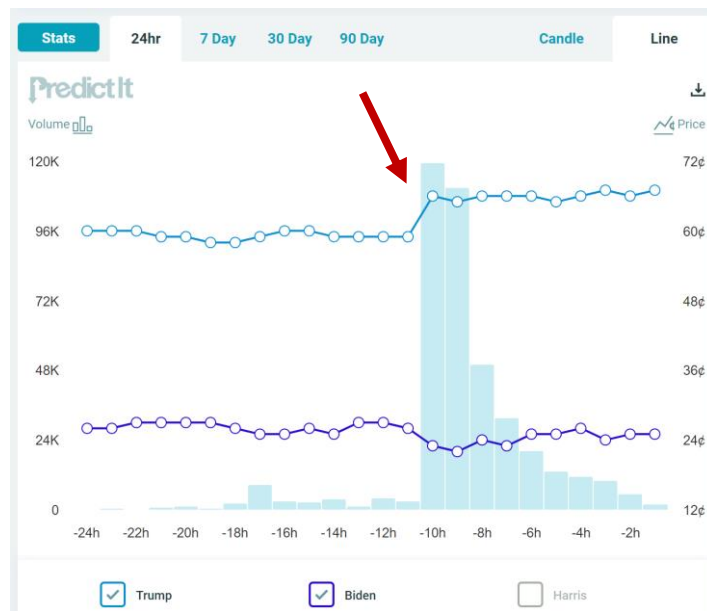 Stats 24hr 7 Day 30 Day 90 Day Candle Line
PredictIt
Volume Price
120K 72¢
96K 60¢
72K 48¢
48K 36¢
24K 24¢
0 12¢
-24h -22h -20h -18h -16h -14h -12h -10h -8h -6h -4h -2h
Trump Biden Harris